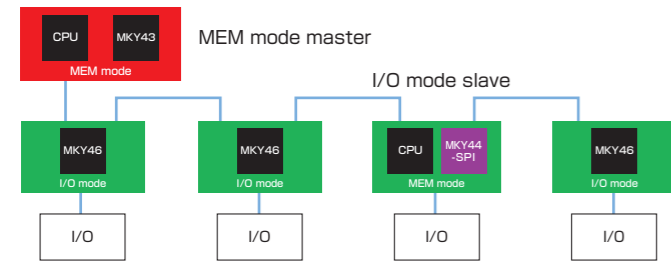 CPU
MKY43
MEM mode
MEM mode master
I/O mode slave
MKY46
I/O mode
MKY46
I/O mode
CPU
MKY44
-SPI
MEM mode
MKY46
I/O mode
I/O
I/O
I/O
I/O